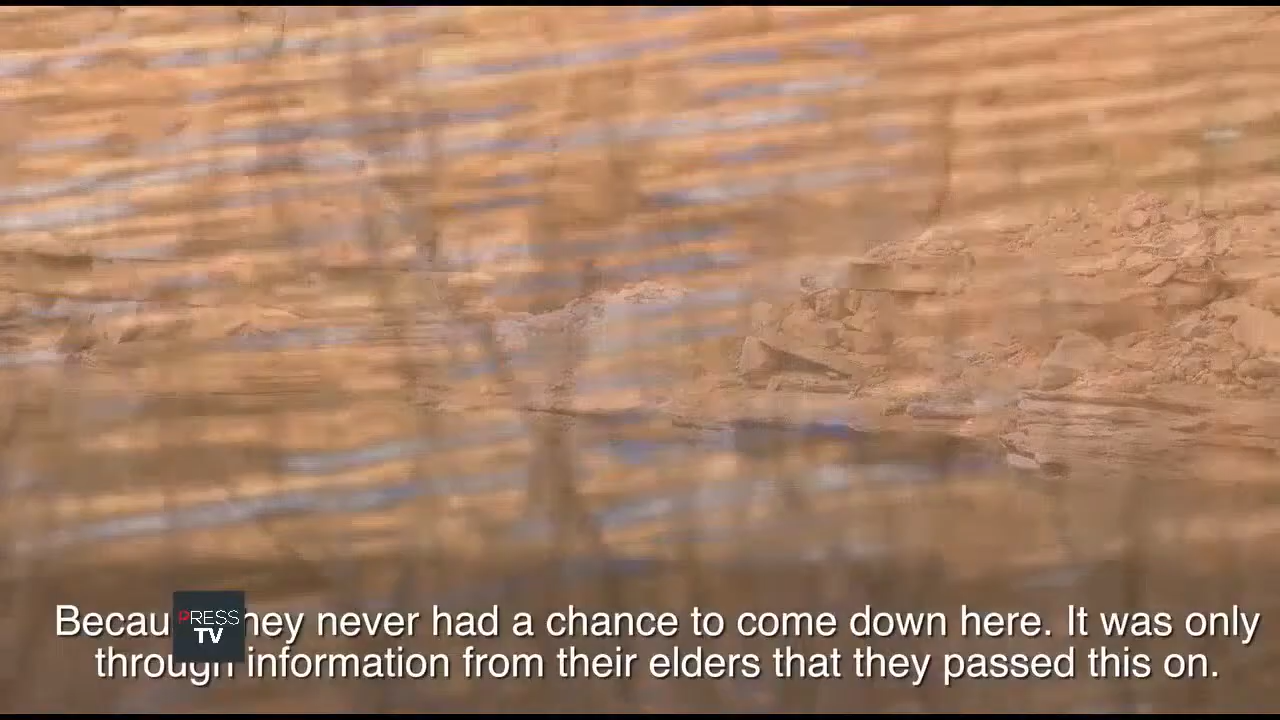 Becau hey never had a chance to come down here. It was only
through information from their elders that they passed this on.
PRESS
TV